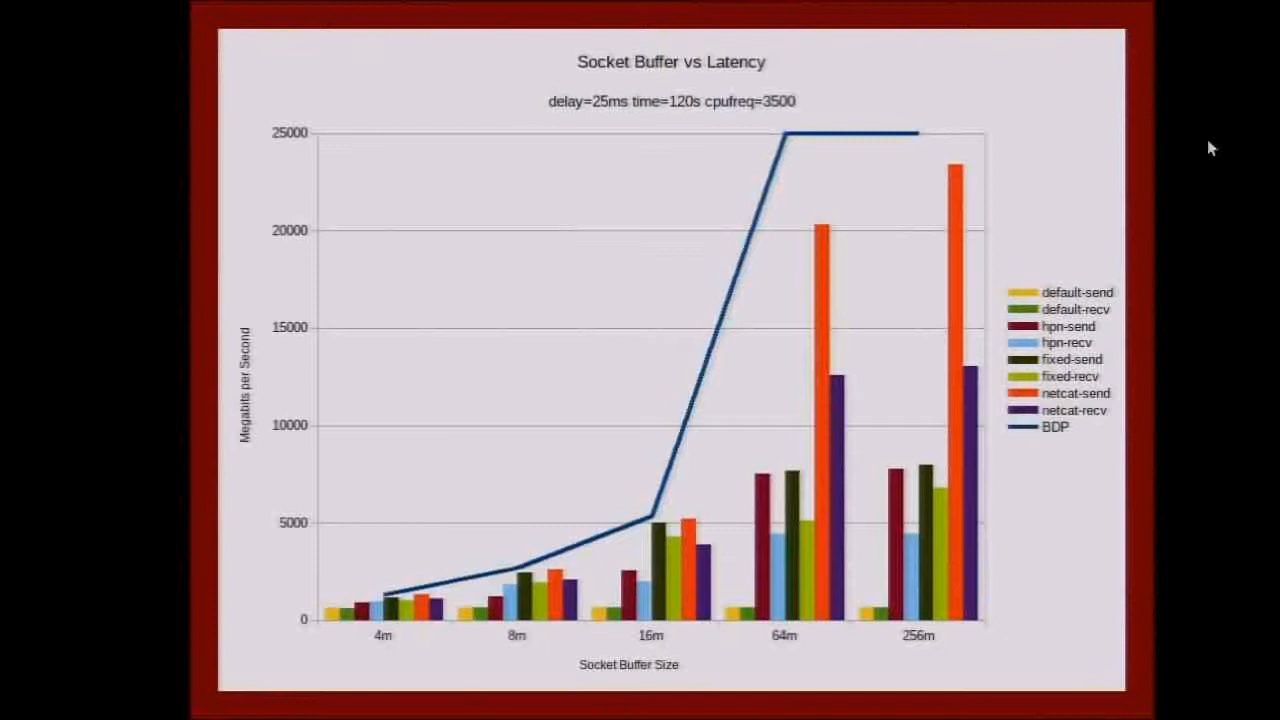 Socket Buffer vs Latency
delay=25ms time=120s cpufreq=3500
25000
20000
15000
10000
5000
0
Megabits per Second
4m 8m 16m 64m 256m
Socket Buffer Size
default-send
default-recv
hpn-send
hpn-recv
fixed-send
fixed-recv
netcat-send
netcat-recv
BDP